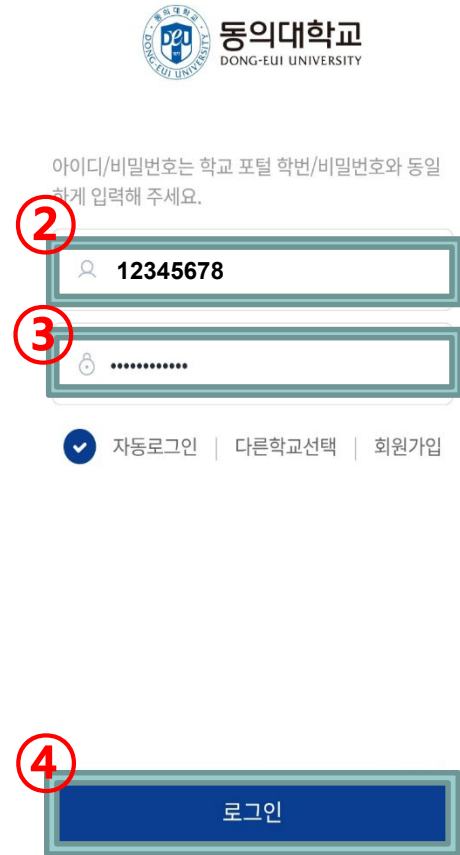 동의대학교
DONG-EUI UNIVERSITY
아이디/비밀번호는 학교 포털 학번/비밀번호와 동일
하게 입력해 주세요.
②
12345678
③
••••••••••••
자동로그인 | 다른학교선택 | 회원가입
④
로그인